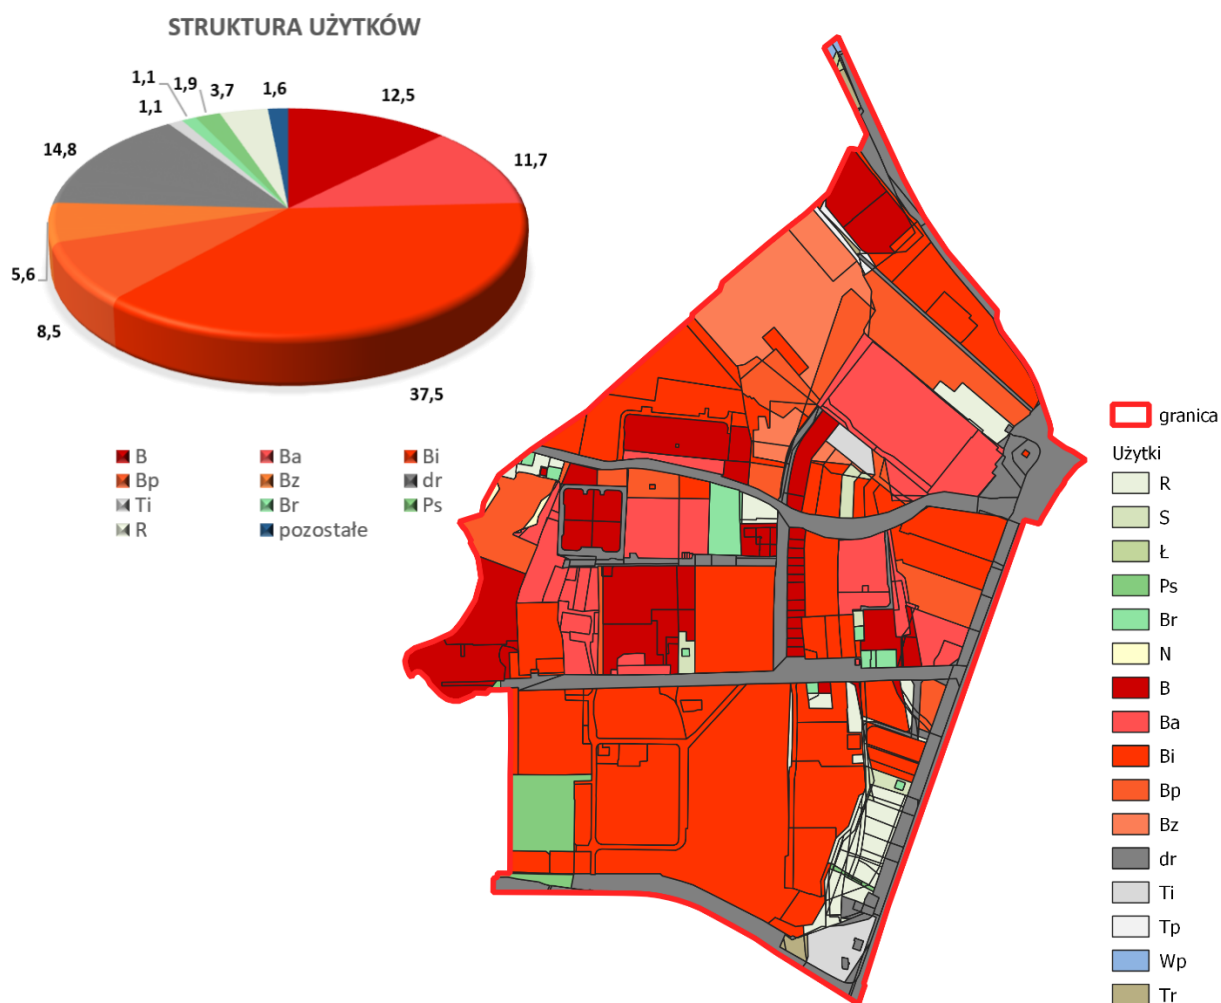 STRUKTURA UŻYTKÓW
1,1
1,9
3,7
1,6
12,5
1,1
14,8
11,7
5,6
8,5
37,5
B Ba Bi
Bp Bz dr
Ti Br Ps
R pozostałe
granica
Użytki
R
S
Ł
Ps
Br
N
B
Ba
Bi
Bp
Bz
dr
Ti
Tp
Wp
Tr